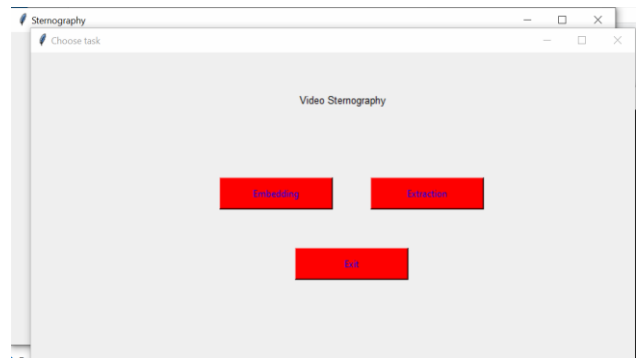 Sternography
Choose task
Video Sternography
Embedding
Extraction
Exit